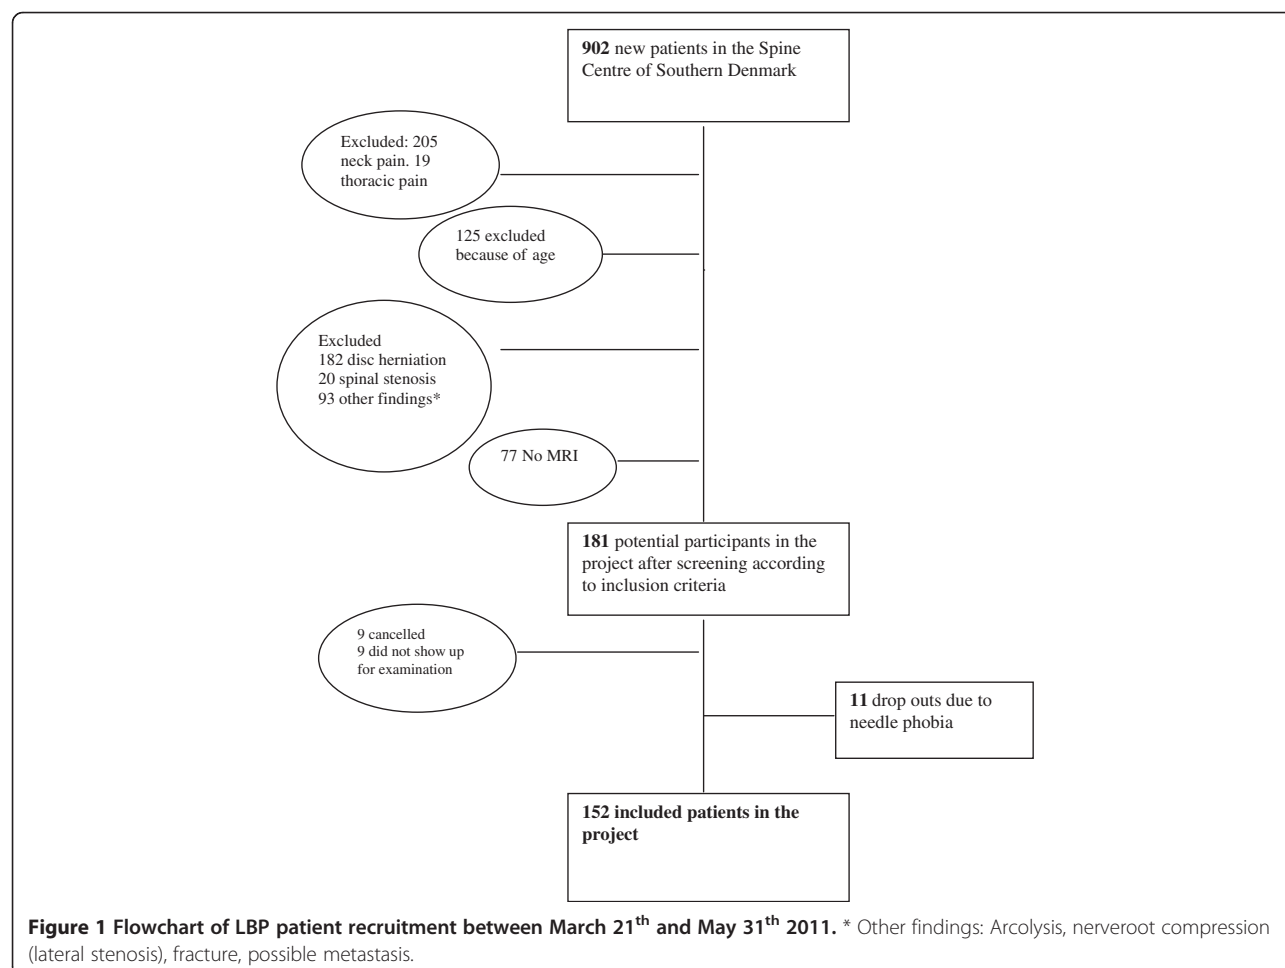 902 new patients in the Spine
Centre of Southern Denmark
Excluded: 205
neck pain. 19
thoracic pain
125 excluded
because of age
Excluded
182 disc herniation
20 spinal stenosis
93 other findings*
77 No MRI
181 potential participants in the
project after screening according
to inclusion criteria
9 cancelled
9 did not show up
for examination
11 drop outs due to
needle phobia
152 included patients in the
project
Figure 1 Flowchart of LBP patient recruitment between March 21th and May 31th 2011. * Other findings: Arcolysis, nerveroot compression
(lateral stenosis), fracture, possible metastasis.